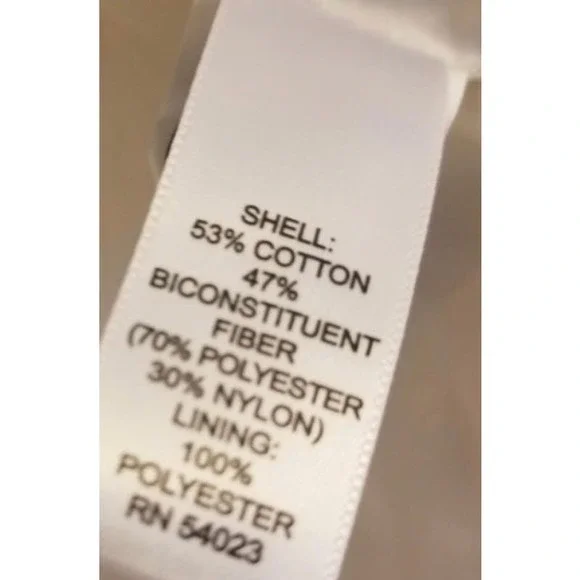 SHELL:
53% COTTON
47%
BICONSTITUENT
FIBER
(70% POLYESTER
30% NYLON)
LINING:
100%
POLYESTER
RN 54023